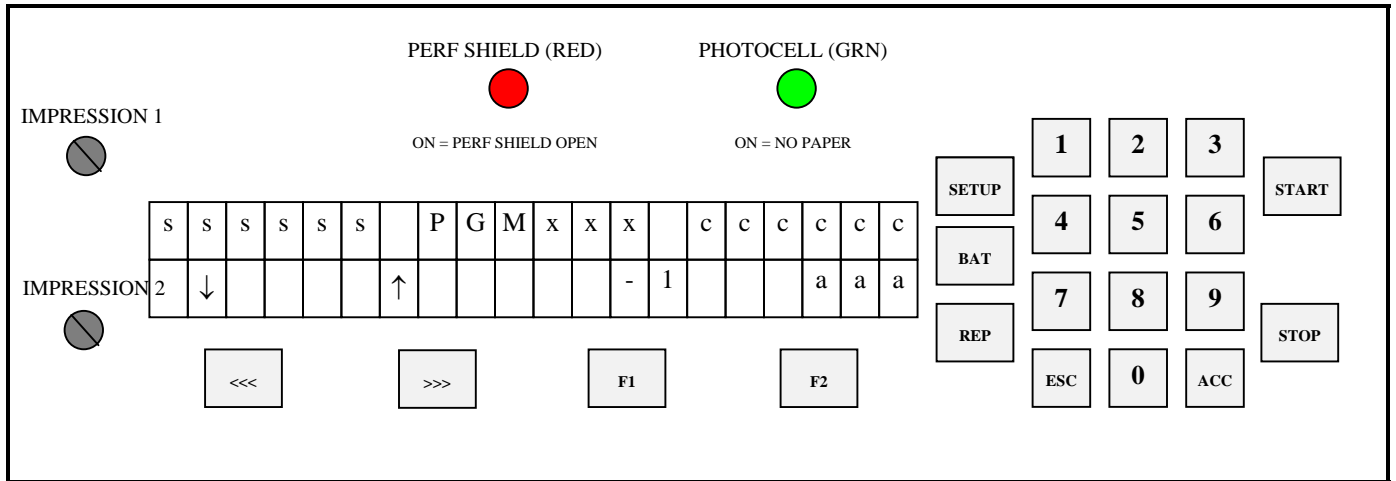 PERF SHIELD (RED)
PHOTOCELL (GRN)
IMPRESSION 1
ON = PERF SHIELD OPEN
ON = NO PAPER
s s s s s s P G M x x x c c c c c c
IMPRESSION 2
↓ ↑ - 1 a a a
<<<
>>>
F1
F2
SETUP
BAT
REP
1 2 3
4 5 6
7 8 9
ESC 0 ACC
START
STOP